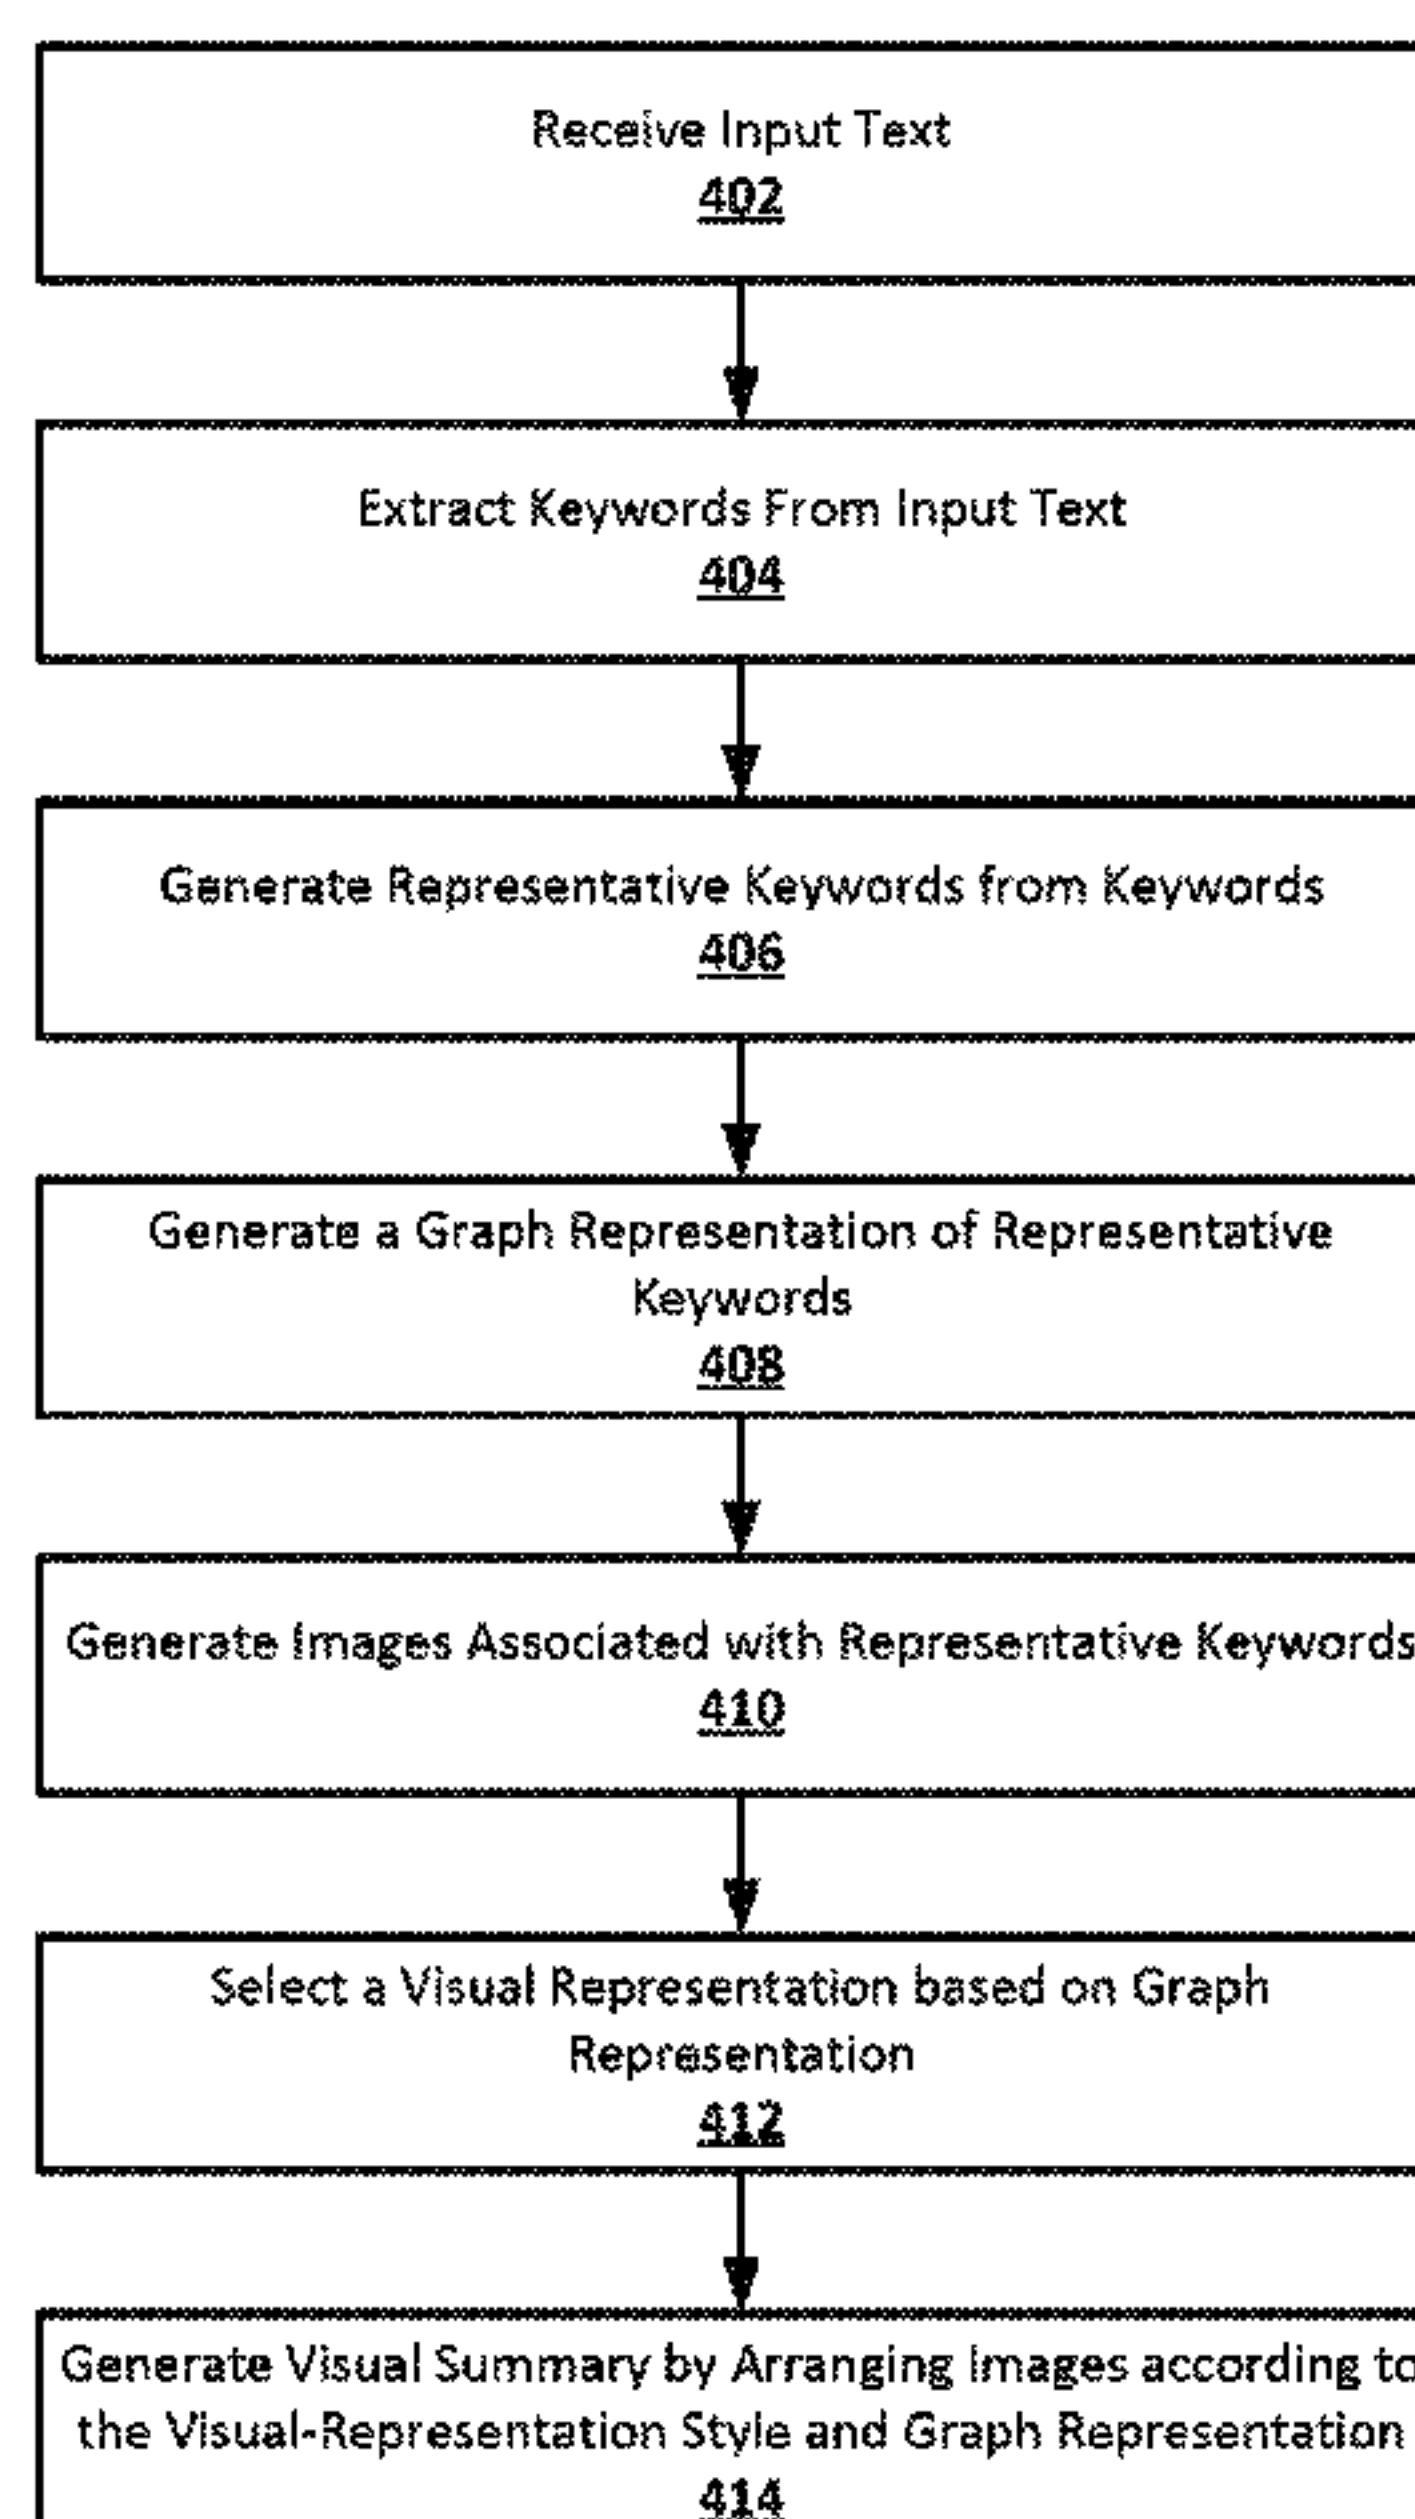 Receive Input Text
402
Extract Keywords From Input Text
404
Generate Representative Keywords from Keywords
406
Generate a Graph Representation of Representative
Keywords
408
Generate Images Associated with Representative Keywords
410
Select a Visual Representation based on Graph
Representation
412
Generate Visual Summary by Arranging Images according to
the Visual-Representation Style and Graph Representation
414